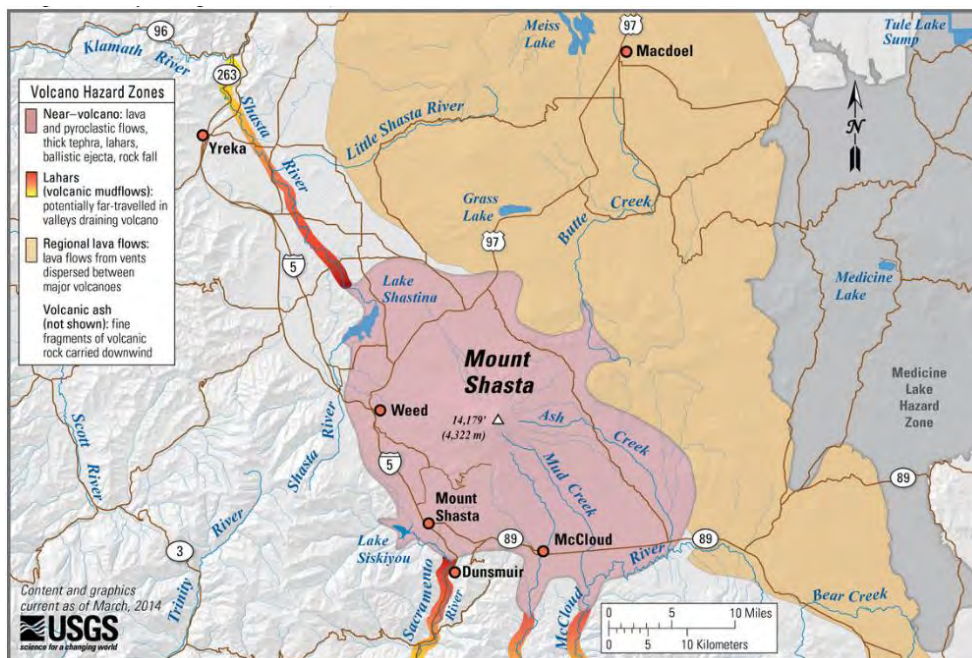 96
Klamath
River
263
Shasta
River
Yreka
Little Shasta River
Meiss
Lake
97
Macdoel
Tule Lake
Sump
N
Volcano Hazard Zones
Near–volcano: lava
and pyroclastic flows,
thick tephra, lahars,
ballistic ejecta, rock fall
Lahars
(volcanic mudflows):
potentially far-travelled in
valleys draining volcano
Regional lava flows:
lava flows from vents
dispersed between
major volcanoes
Volcanic ash
(not shown): fine
fragments of volcanic
rock carried downwind
Grass
Lake
Butte
Creek
97
5
Lake
Shastina
Medicine
Lake
Mount
Shasta
14,179'
(4,322 m)
Medicine
Lake
Hazard
Zone
Weed
Ash
Creek
Mud Creek
Scott
River
Shasta
River
5
Mount
Shasta
89
McCloud
River
89
89
Lake
Siskiyou
Dunsmuir
3
Trinity
River
Sacramento
River
McCloud
Bear Creek
Content and graphics
current as of March, 2014
USGS
science for a changing world
0 5 10 Miles
0 5 10 Kilometers